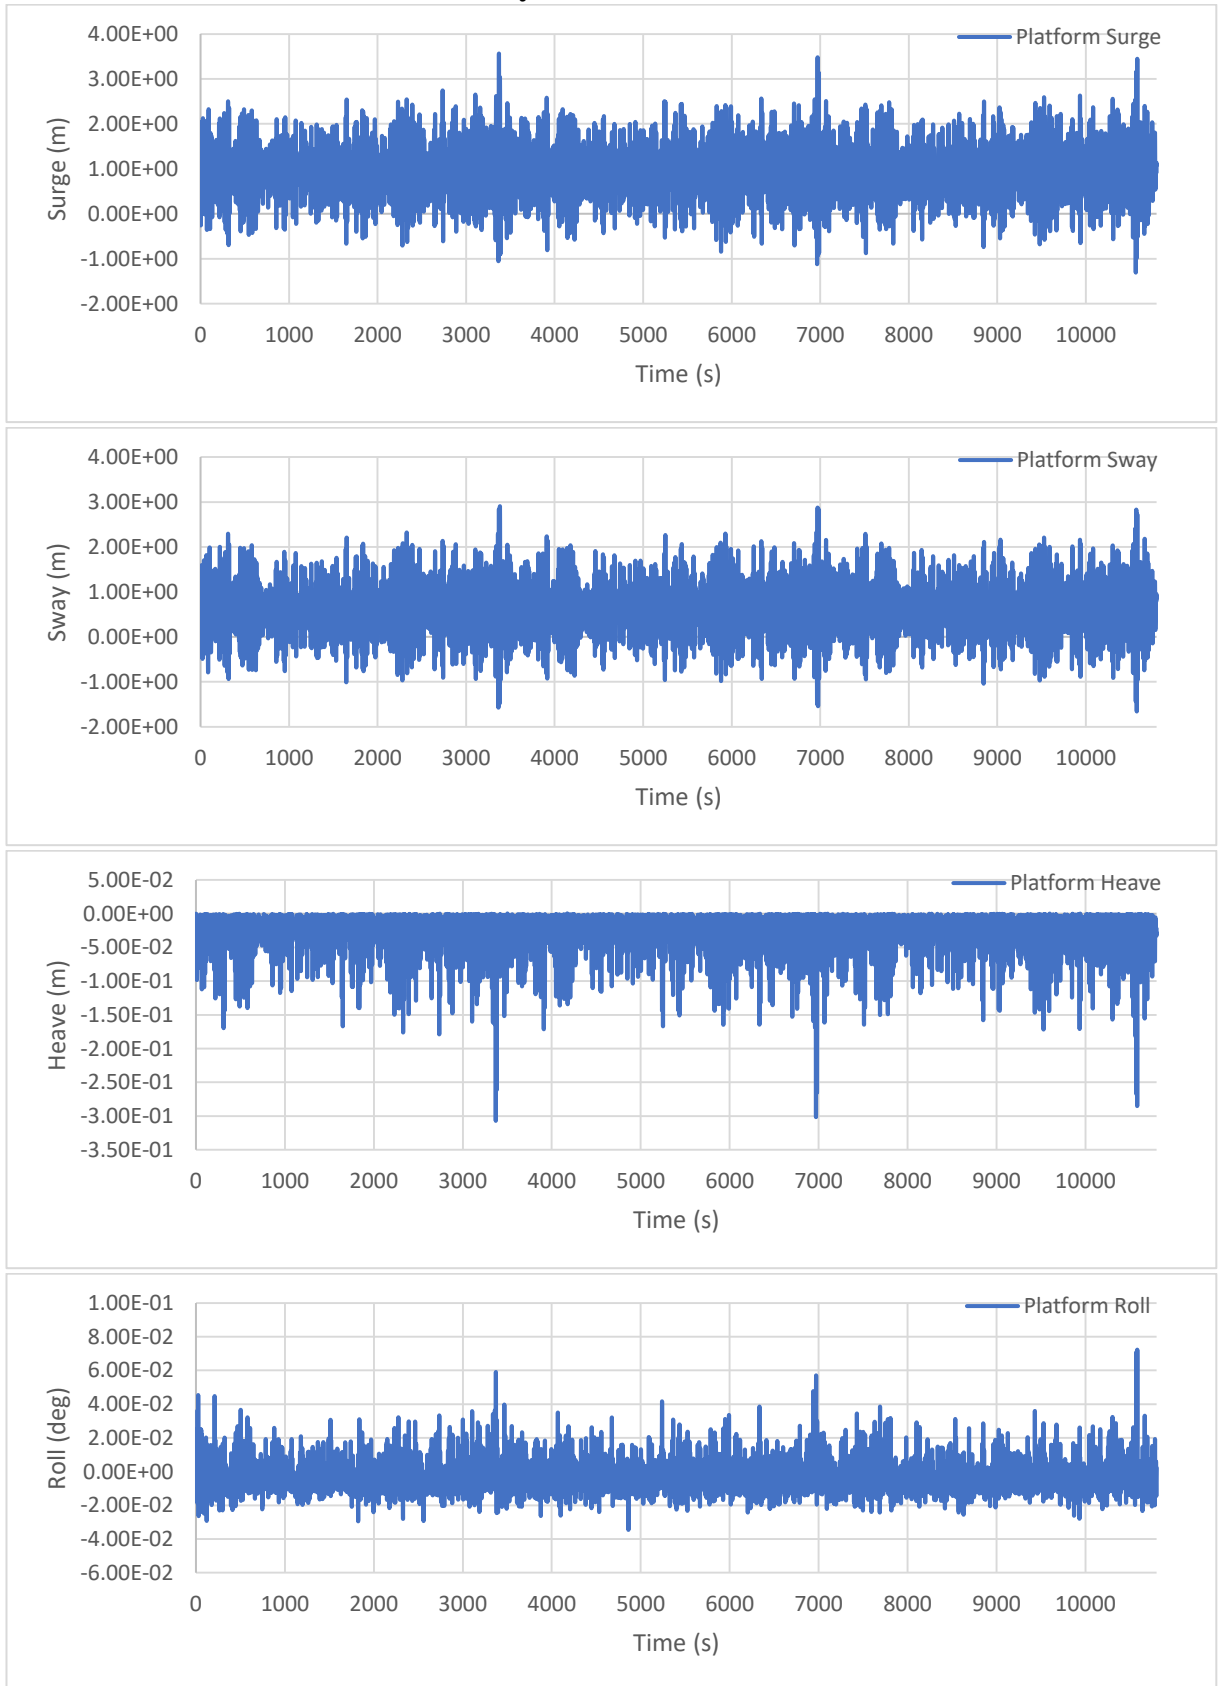 4.00E+00
Platform Surge
3.00E+00
2.00E+00
1.00E+00
0.00E+00
-1.00E+00
-2.00E+00
Surge (m)
0 1000 2000 3000 4000 5000 6000 7000 8000 9000 10000
Time (s)
4.00E+00
Platform Sway
3.00E+00
2.00E+00
1.00E+00
0.00E+00
-1.00E+00
-2.00E+00
Sway (m)
0 1000 2000 3000 4000 5000 6000 7000 8000 9000 10000
Time (s)
5.00E-02
Platform Heave
0.00E+00
-5.00E-02
-1.00E-01
-1.50E-01
-2.00E-01
-2.50E-01
-3.00E-01
-3.50E-01
Heave (m)
0 1000 2000 3000 4000 5000 6000 7000 8000 9000 10000
Time (s)
1.00E-01
Platform Roll
8.00E-02
6.00E-02
4.00E-02
2.00E-02
0.00E+00
-2.00E-02
-4.00E-02
-6.00E-02
Roll (deg)
0 1000 2000 3000 4000 5000 6000 7000 8000 9000 10000
Time (s)